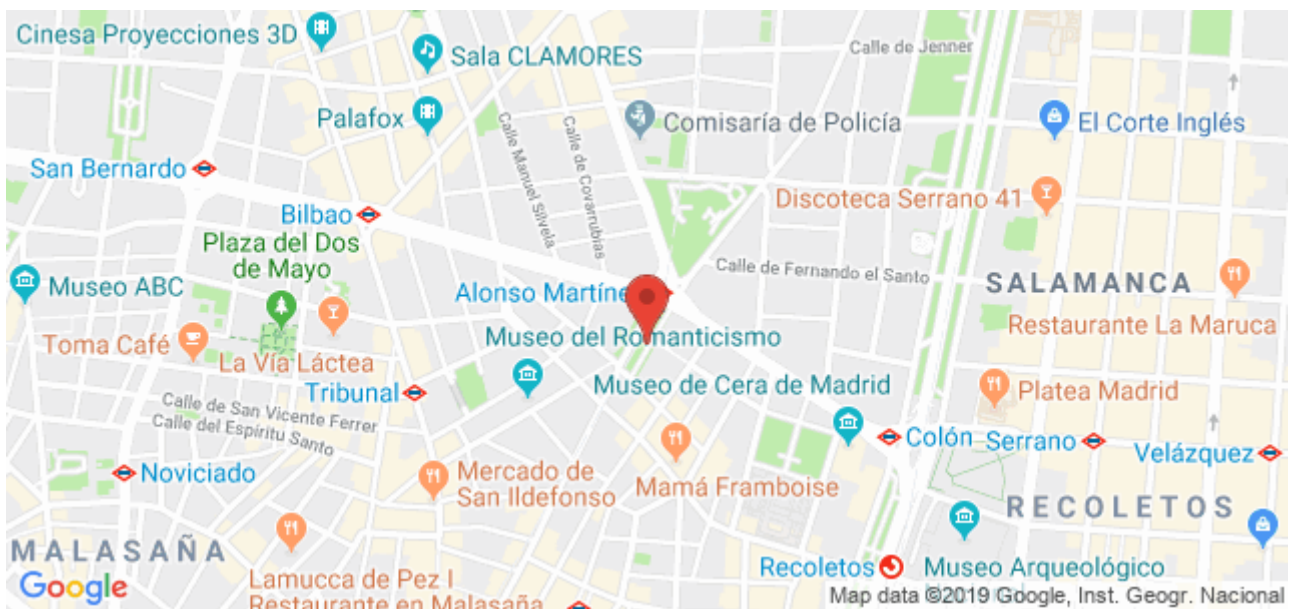 Cinesa Proyecciones 3D
Sala CLAMORES
Calle de Jenner
Palafox
Calle Manuel Silvela
Calle de Covarrubias
Comisaría de Policía
El Corte Inglés
San Bernardo
Discoteca Serrano 41
Bilbao
Plaza del Dos
de Mayo
Calle de Fernando el Santo
SALAMANCA
Museo ABC
Alonso Martíne
Restaurante La Maruca
Museo del Romanticismo
Toma Café
La Vía Láctea
Tribunal
Museo de Cera de Madrid
Platea Madrid
Calle de San Vicente Ferrer
Calle del Espíritu Santo
Colón
Serrano
Velázquez
Noviciado
Mercado de
San Ildefonso
Mamá Framboise
RECOLETOS
MALASAÑA
Recoletos
Museo Arqueológico
Lamucca de Pez I
Restaurante en Malasaña
Google
Map data ©2019 Google, Inst. Geogr. Nacional